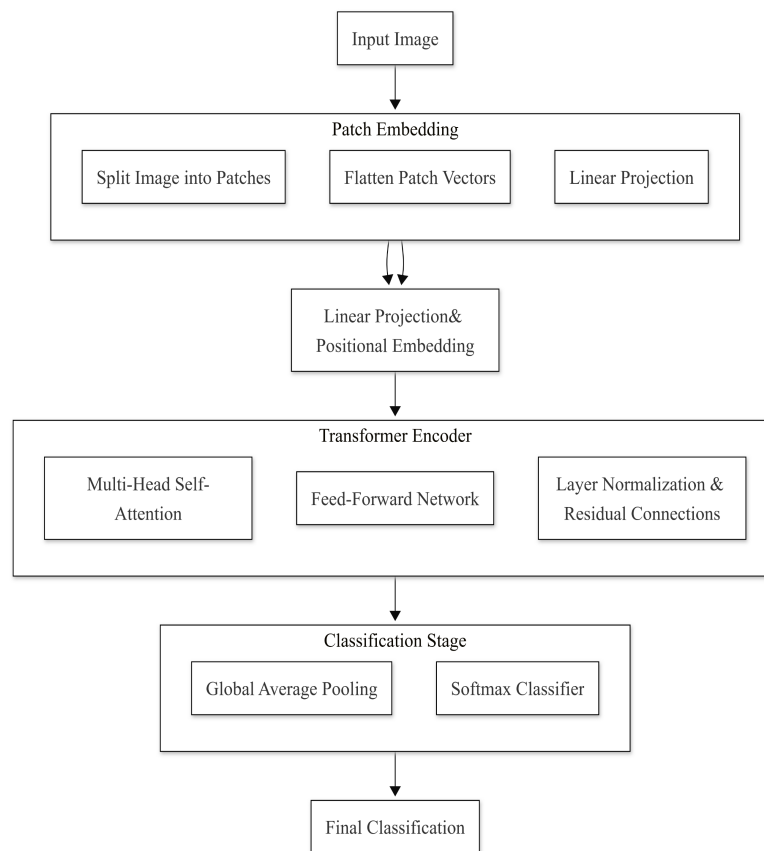 Input Image
Patch Embedding
Split Image into Patches
Flatten Patch Vectors
Linear Projection
Linear Projection&
Positional Embedding
Transformer Encoder
Multi-Head Self-
Attention
Feed-Forward Network
Layer Normalization &
Residual Connections
Classification Stage
Global Average Pooling
Softmax Classifier
Final Classification